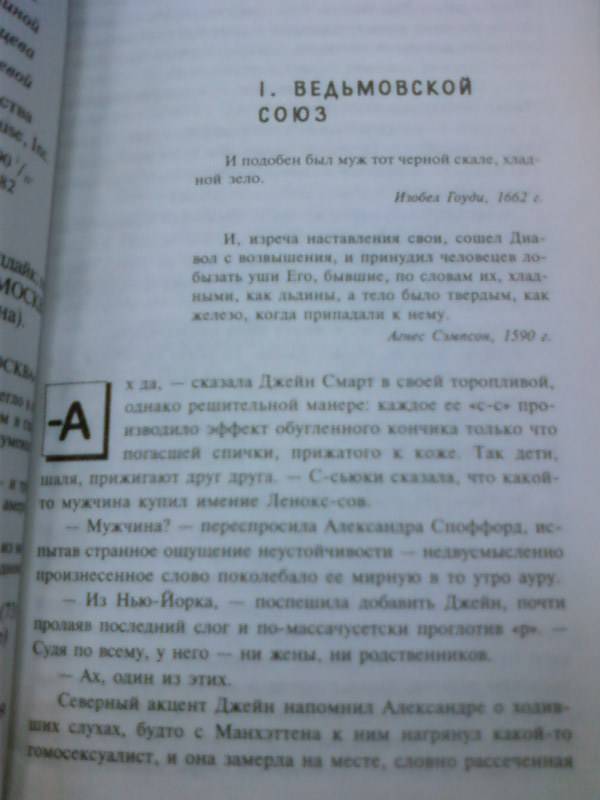 I. ВЕДЬМОВСКОЙ
СОЮЗ
И подобен был муж тот черной скале, хлад-
ной зело.
Изобел Гоуди, 1662 г.
И, изреча наставления свои, сошел Диа-
вол с возвышения, и принудил человецев ло-
бызать уши Его, бывшие, по словам их, хлад-
ными, как льдины, а тело было твердым, как
железо, когда припадали к нему.
Агнес Сэмпсон, 1590 г.
-А
х да, — сказала Джейн Смарт в своей торопливой,
однако решительной манере: каждое ее «с-с» про-
изводило эффект обугленного кончика только что
погасшей спички, прижатого к коже. Так дети,
шаля, прижигают друг друга. — С-сьюки сказала, что какой-
то мужчина купил имение Ленокс-сов.
— Мужчина? — переспросила Александра Споффорд, ис-
пытав странное ощущение неустойчивости — недвусмысленно
произнесенное слово поколебало ее мирную в то утро ауру.
— Из Нью-Йорка, — поспешила добавить Джейн, почти
пролаяв последний слог и по-массачусетски проглотив «р». —
Судя по всему, у него — ни жены, ни родственников.
— Ах, один из этих.
Северный акцент Джейн напомнил Александре о ходив-
ших слухах, будто с Манхэттена к ним нагрянул какой-то
гомосексуалист, и она замерла на месте, словно рассеченная